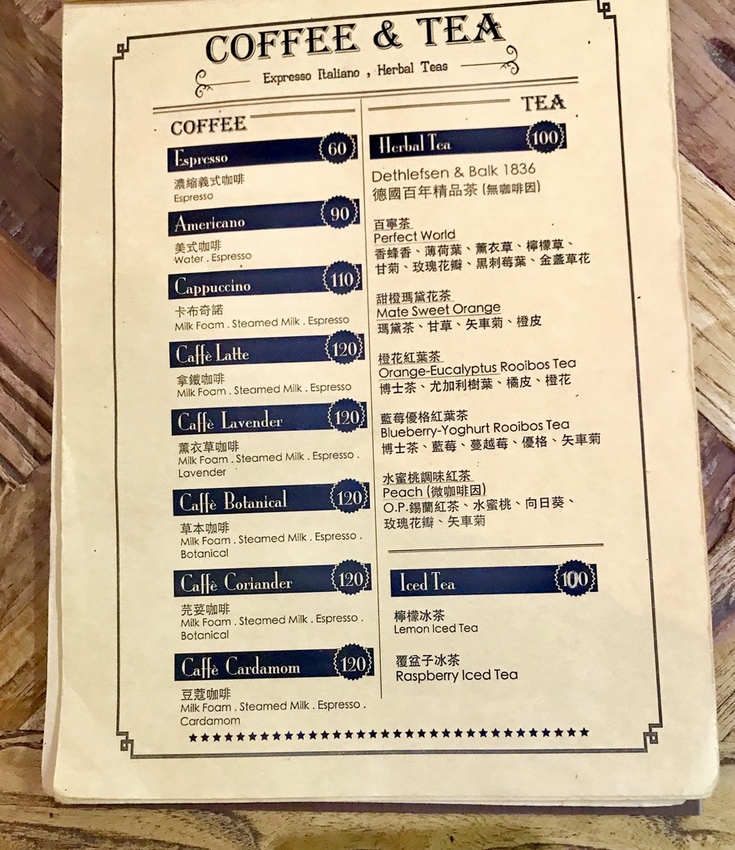 COFFEE & TEA
Expresso Italiano , Herbal Teas
COFFEE
Espresso 60
濃縮義式咖啡
Espresso
Americano 90
美式咖啡
Water . Espresso
Cappuccino 110
卡布奇諾
Milk Foam . Steamed Milk . Espresso
Caffè Latte 120
拿鐵咖啡
Milk Foam . Steamed Milk . Espresso
Caffè Lavender 120
薰衣草咖啡
Milk Foam . Steamed Milk . Espresso .
Lavender
Caffè Botanical 120
草本咖啡
Milk Foam . Steamed Milk . Espresso .
Botanical
Caffè Coriander 120
芫荽咖啡
Milk Foam . Steamed Milk . Espresso .
Botanical
Caffè Cardamom 120
豆蔻咖啡
Milk Foam . Steamed Milk . Espresso .
Cardamom
TEA
Herbal Tea 100
Dethlefsen & Balk 1836
德國百年精品茶 (無咖啡因)
百寧茶
Perfect World
香蜂香、薄荷葉、薰衣草、檸檬草、
甘菊、玫瑰花瓣、黑刺莓葉、金盞草花
甜橙瑪黛花茶
Mate Sweet Orange
瑪黛茶、甘草、矢車菊、橙皮
橙花紅葉茶
Orange-Eucalyptus Rooibos Tea
博士茶、尤加利樹葉、橘皮、橙花
藍莓優格紅葉茶
Blueberry-Yoghurt Rooibos Tea
博士茶、藍莓、蔓越莓、優格、矢車菊
水蜜桃調味紅茶
Peach (微咖啡因)
O.P.錫蘭紅茶、水蜜桃、向日葵、
玫瑰花瓣、矢車菊
Iced Tea 100
檸檬冰茶
Lemon Iced Tea
覆盆子冰茶
Raspberry Iced Tea